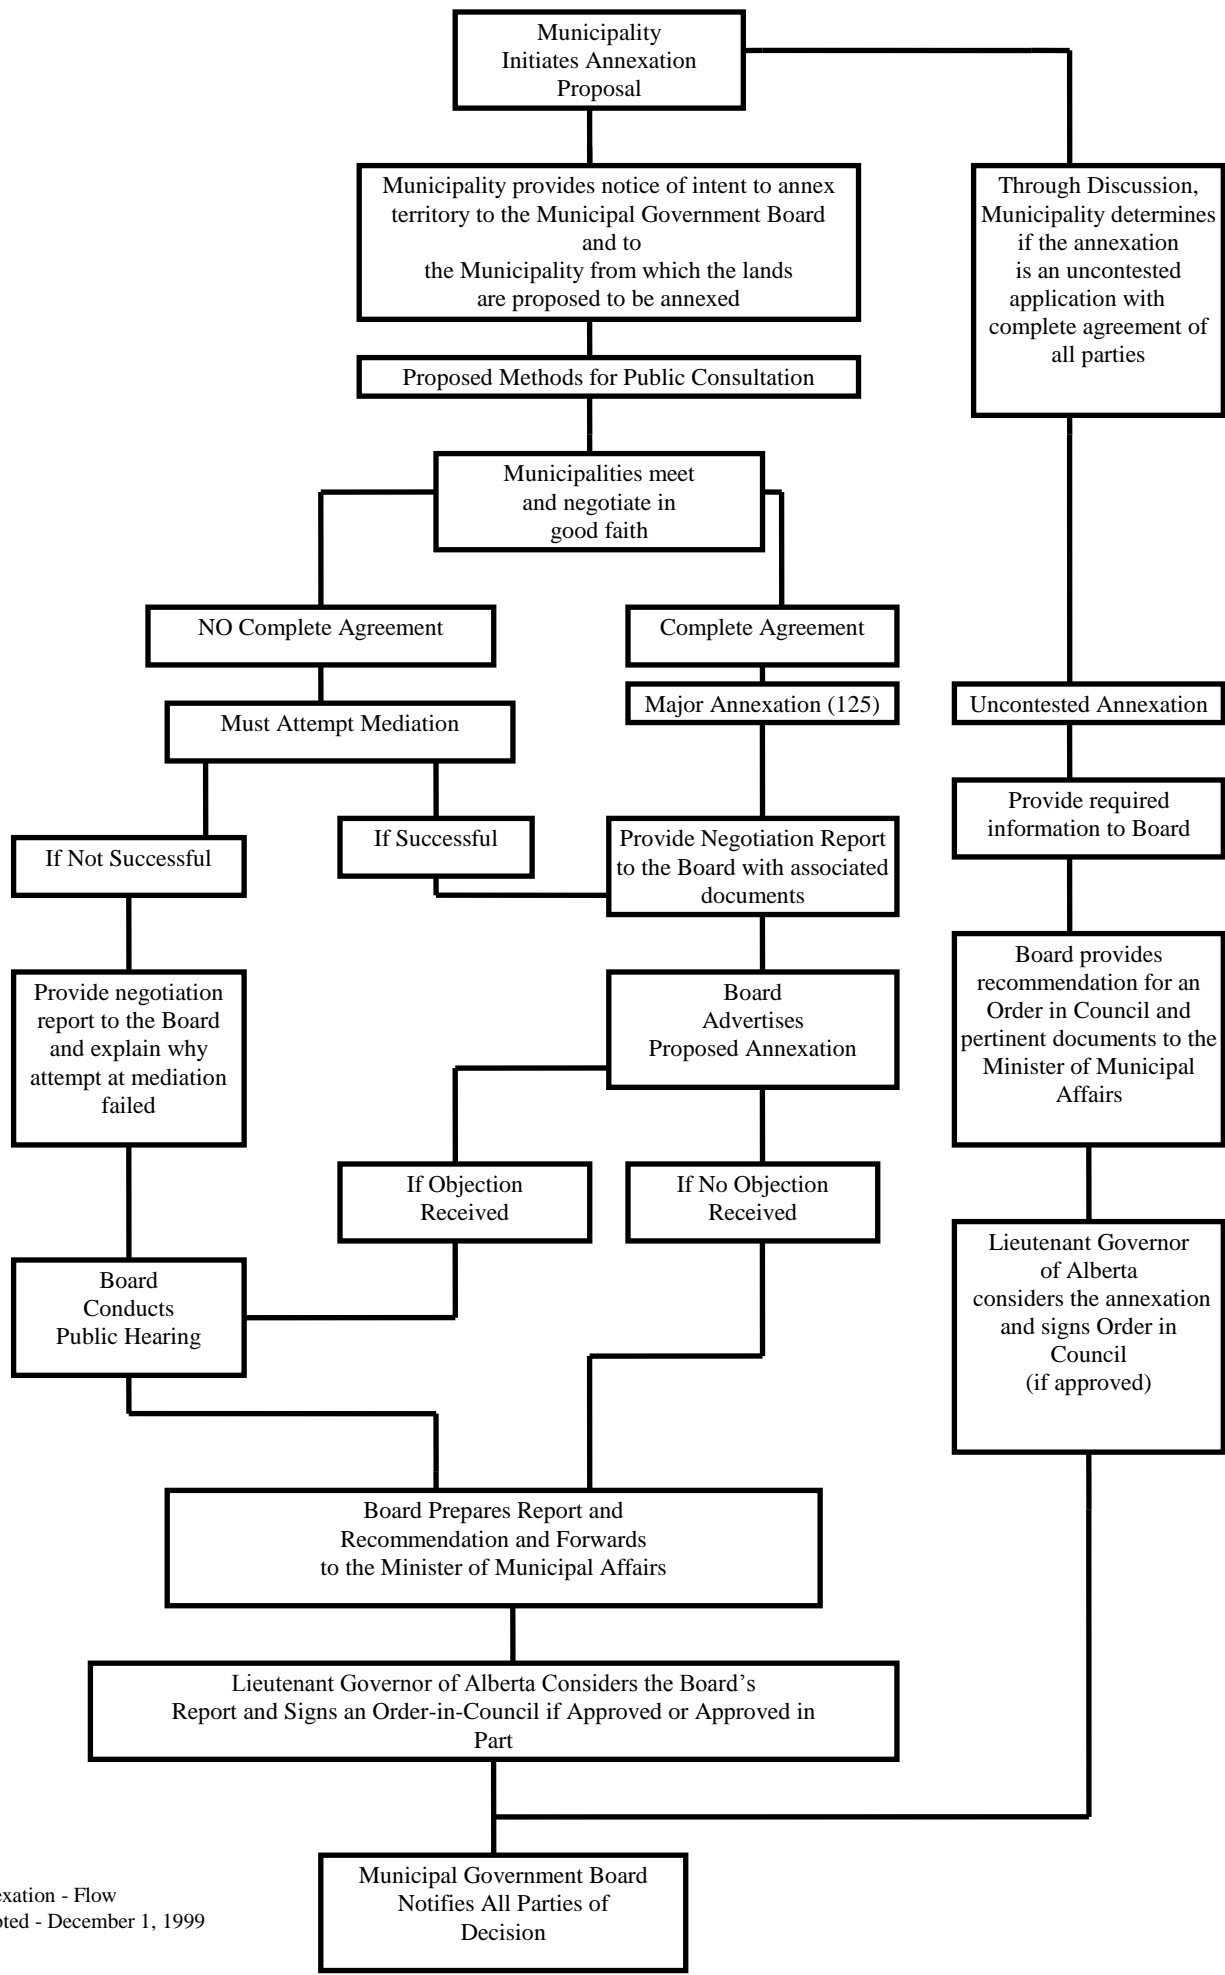 Municipality
Initiates Annexation
Proposal
Municipality provides notice of intent to annex
territory to the Municipal Government Board
and to
the Municipality from which the lands
are proposed to be annexed
Through Discussion,
Municipality determines
if the annexation
is an uncontested
application with
complete agreement of
all parties
Proposed Methods for Public Consultation
Municipalities meet
and negotiate in
good faith
NO Complete Agreement
Complete Agreement
Must Attempt Mediation
Major Annexation (125)
Uncontested Annexation
If Not Successful
If Successful
Provide Negotiation Report
to the Board with associated
documents
Provide required
information to Board
Provide negotiation
report to the Board
and explain why
attempt at mediation
failed
Board
Advertises
Proposed Annexation
Board provides
recommendation for an
Order in Council and
pertinent documents to the
Minister of Municipal
Affairs
If Objection
Received
If No Objection
Received
Board
Conducts
Public Hearing
Lieutenant Governor
of Alberta
considers the annexation
and signs Order in
Council
(if approved)
Board Prepares Report and
Recommendation and Forwards
to the Minister of Municipal Affairs
Lieutenant Governor of Alberta Considers the Board’s
Report and Signs an Order-in-Council if Approved or Approved in
Part
Municipal Government Board
Notifies All Parties of
Decision
- Flow
- December 1, 1999